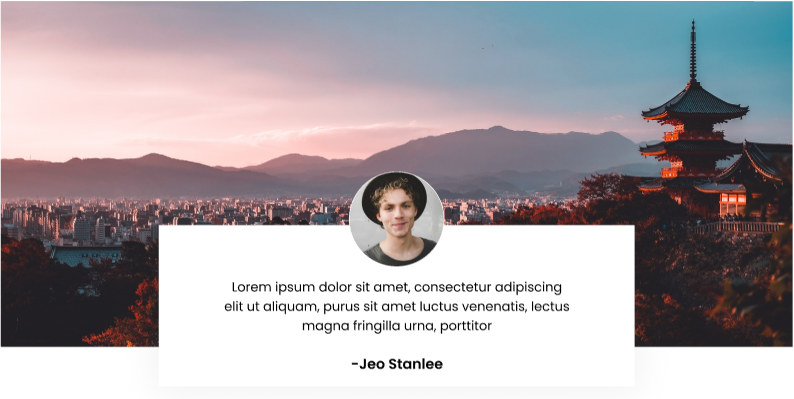 Lorem ipsum dolor sit amet, consectetur adipiscing
elit ut aliquam, purus sit amet luctus venenatis, lectus
magna fringilla urna, porttitor
-Jeo Stanlee